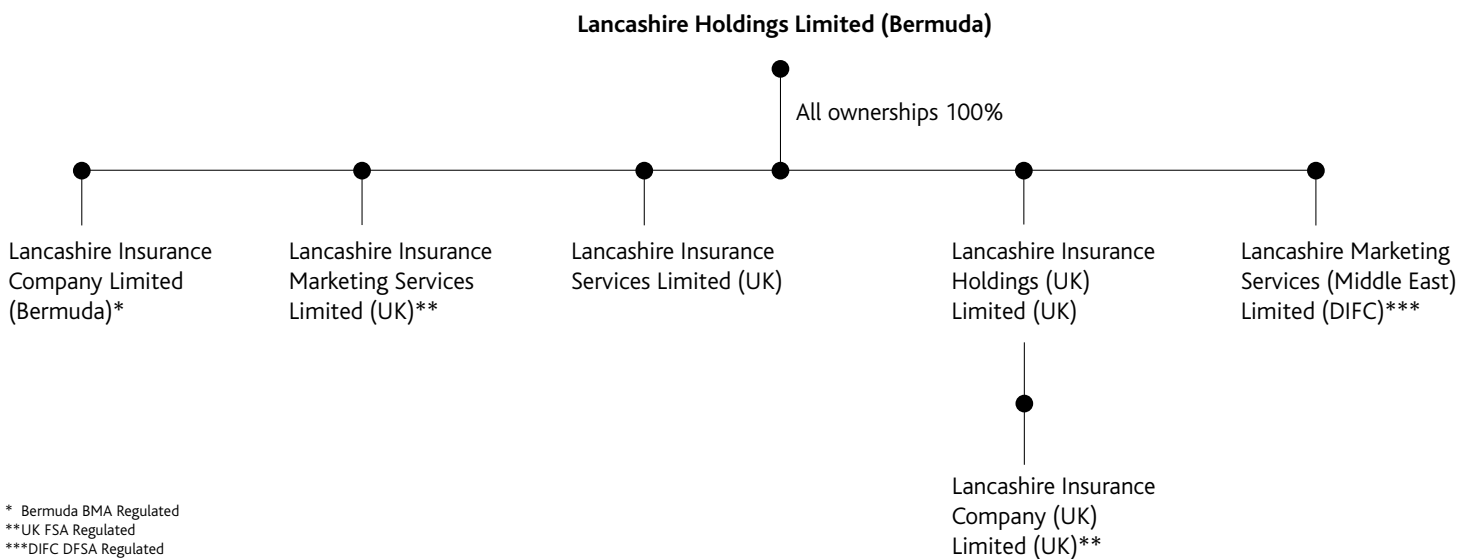 Lancashire Holdings Limited (Bermuda)
All ownerships 100%
Lancashire Insurance
Company Limited
(Bermuda)*
Lancashire Insurance
Marketing Services
Limited (UK)**
Lancashire Insurance
Services Limited (UK)
Lancashire Insurance
Holdings (UK)
Limited (UK)
Lancashire Marketing
Services (Middle East)
Limited (DIFC)***
Lancashire Insurance
Company (UK)
Limited (UK)**
* Bermuda BMA Regulated
**UK FSA Regulated
***DIFC DFSA Regulated